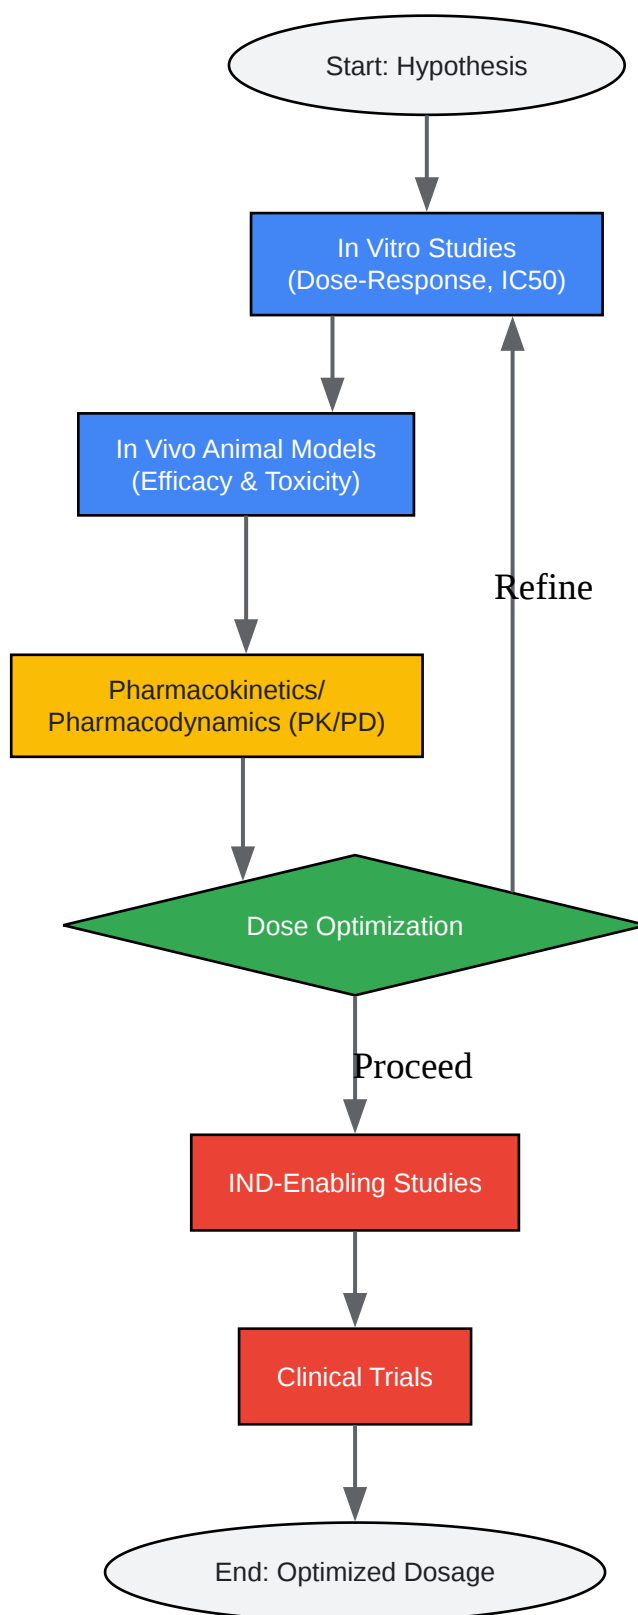 Start: Hypothesis
In Vitro Studies
(Dose-Response, IC50)
In Vivo Animal Models
(Efficacy & Toxicity)
Refine
Pharmacokinetics/
Pharmacodynamics (PK/PD)
Dose Optimization
Proceed
IND-Enabling Studies
Clinical Trials
End: Optimized Dosage